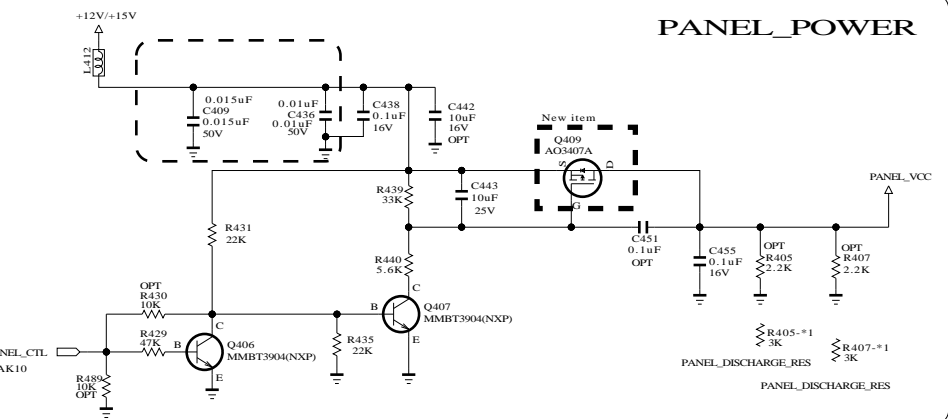 PANEL_POWER
+12V/+15V
L412
0.015uF
C409
0.015uF
50V
0.01uF
C436
0.01uF
50V
C438
0.1uF
16V
C442
10uF
16V
OPT
New item
Q409
AO3407A
S
D
G
PANEL_VCC
R439
33K
C443
10uF
25V
R431
22K
C451
0.1uF
OPT
C455
0.1uF
16V
OPT
R405
2.2K
OPT
R407
2.2K
R440
5.6K
C
B
Q407
MMBT3904(NXP)
E
OPT
R430
10K
R429
47K
C
B
Q406
MMBT3904(NXP)
E
R435
22K
NEL_CTL
AK10
R489
10K
OPT
R405-*1
3K
PANEL_DISCHARGE_RES
R407-*1
3K
PANEL_DISCHARGE_RES